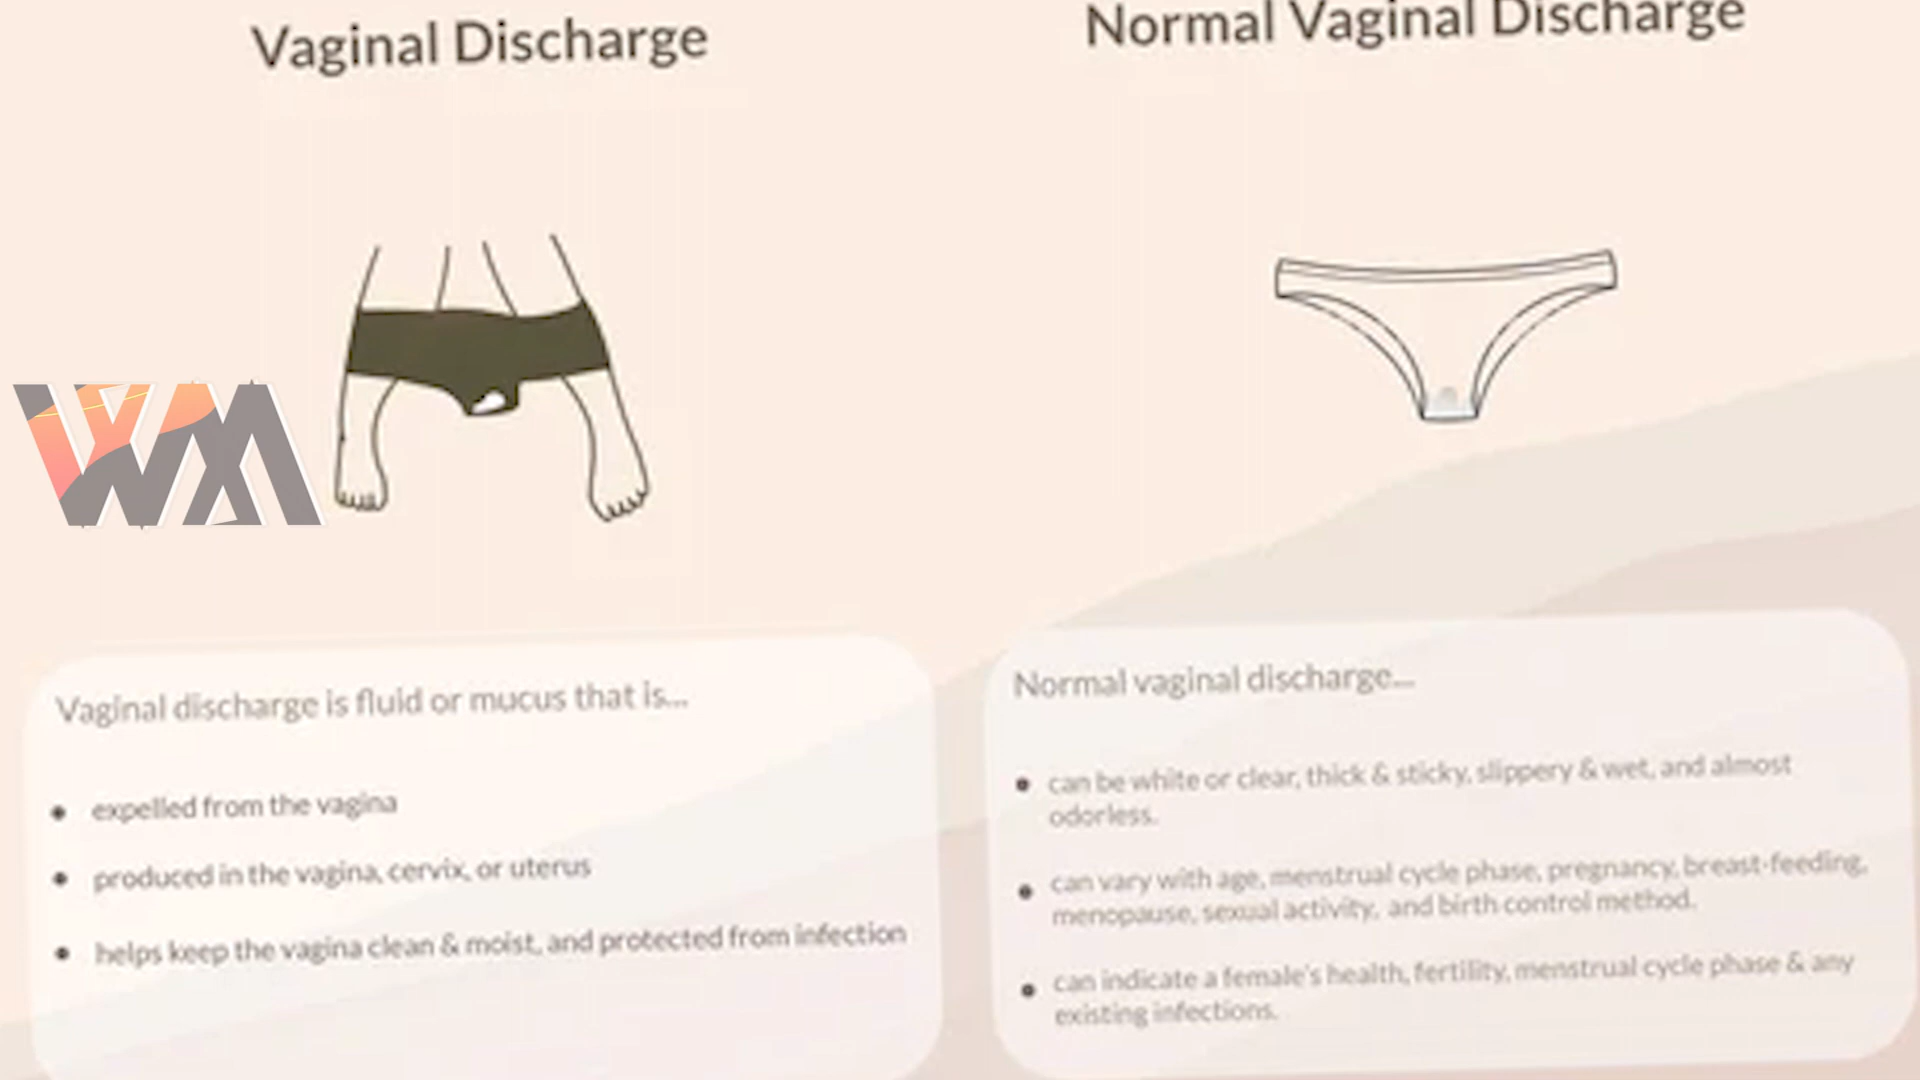 Vaginal Discharge
Normal Vaginal Discharge
WM
Vaginal discharge is fluid or mucus that is...
expelled from the vagina
produced in the vagina, cervix, or uterus
helps keep the vagina clean & moist, and protected from infection
Normal vaginal discharge...
can be white or clear, thick & sticky, slippery & wet, and almost
odorless.
can vary with age, menstrual cycle phase, pregnancy, breast-feeding,
menopause, sexual activity, and birth control method.
can indicate a female's health, fertility, menstrual cycle phase & any
existing infections.